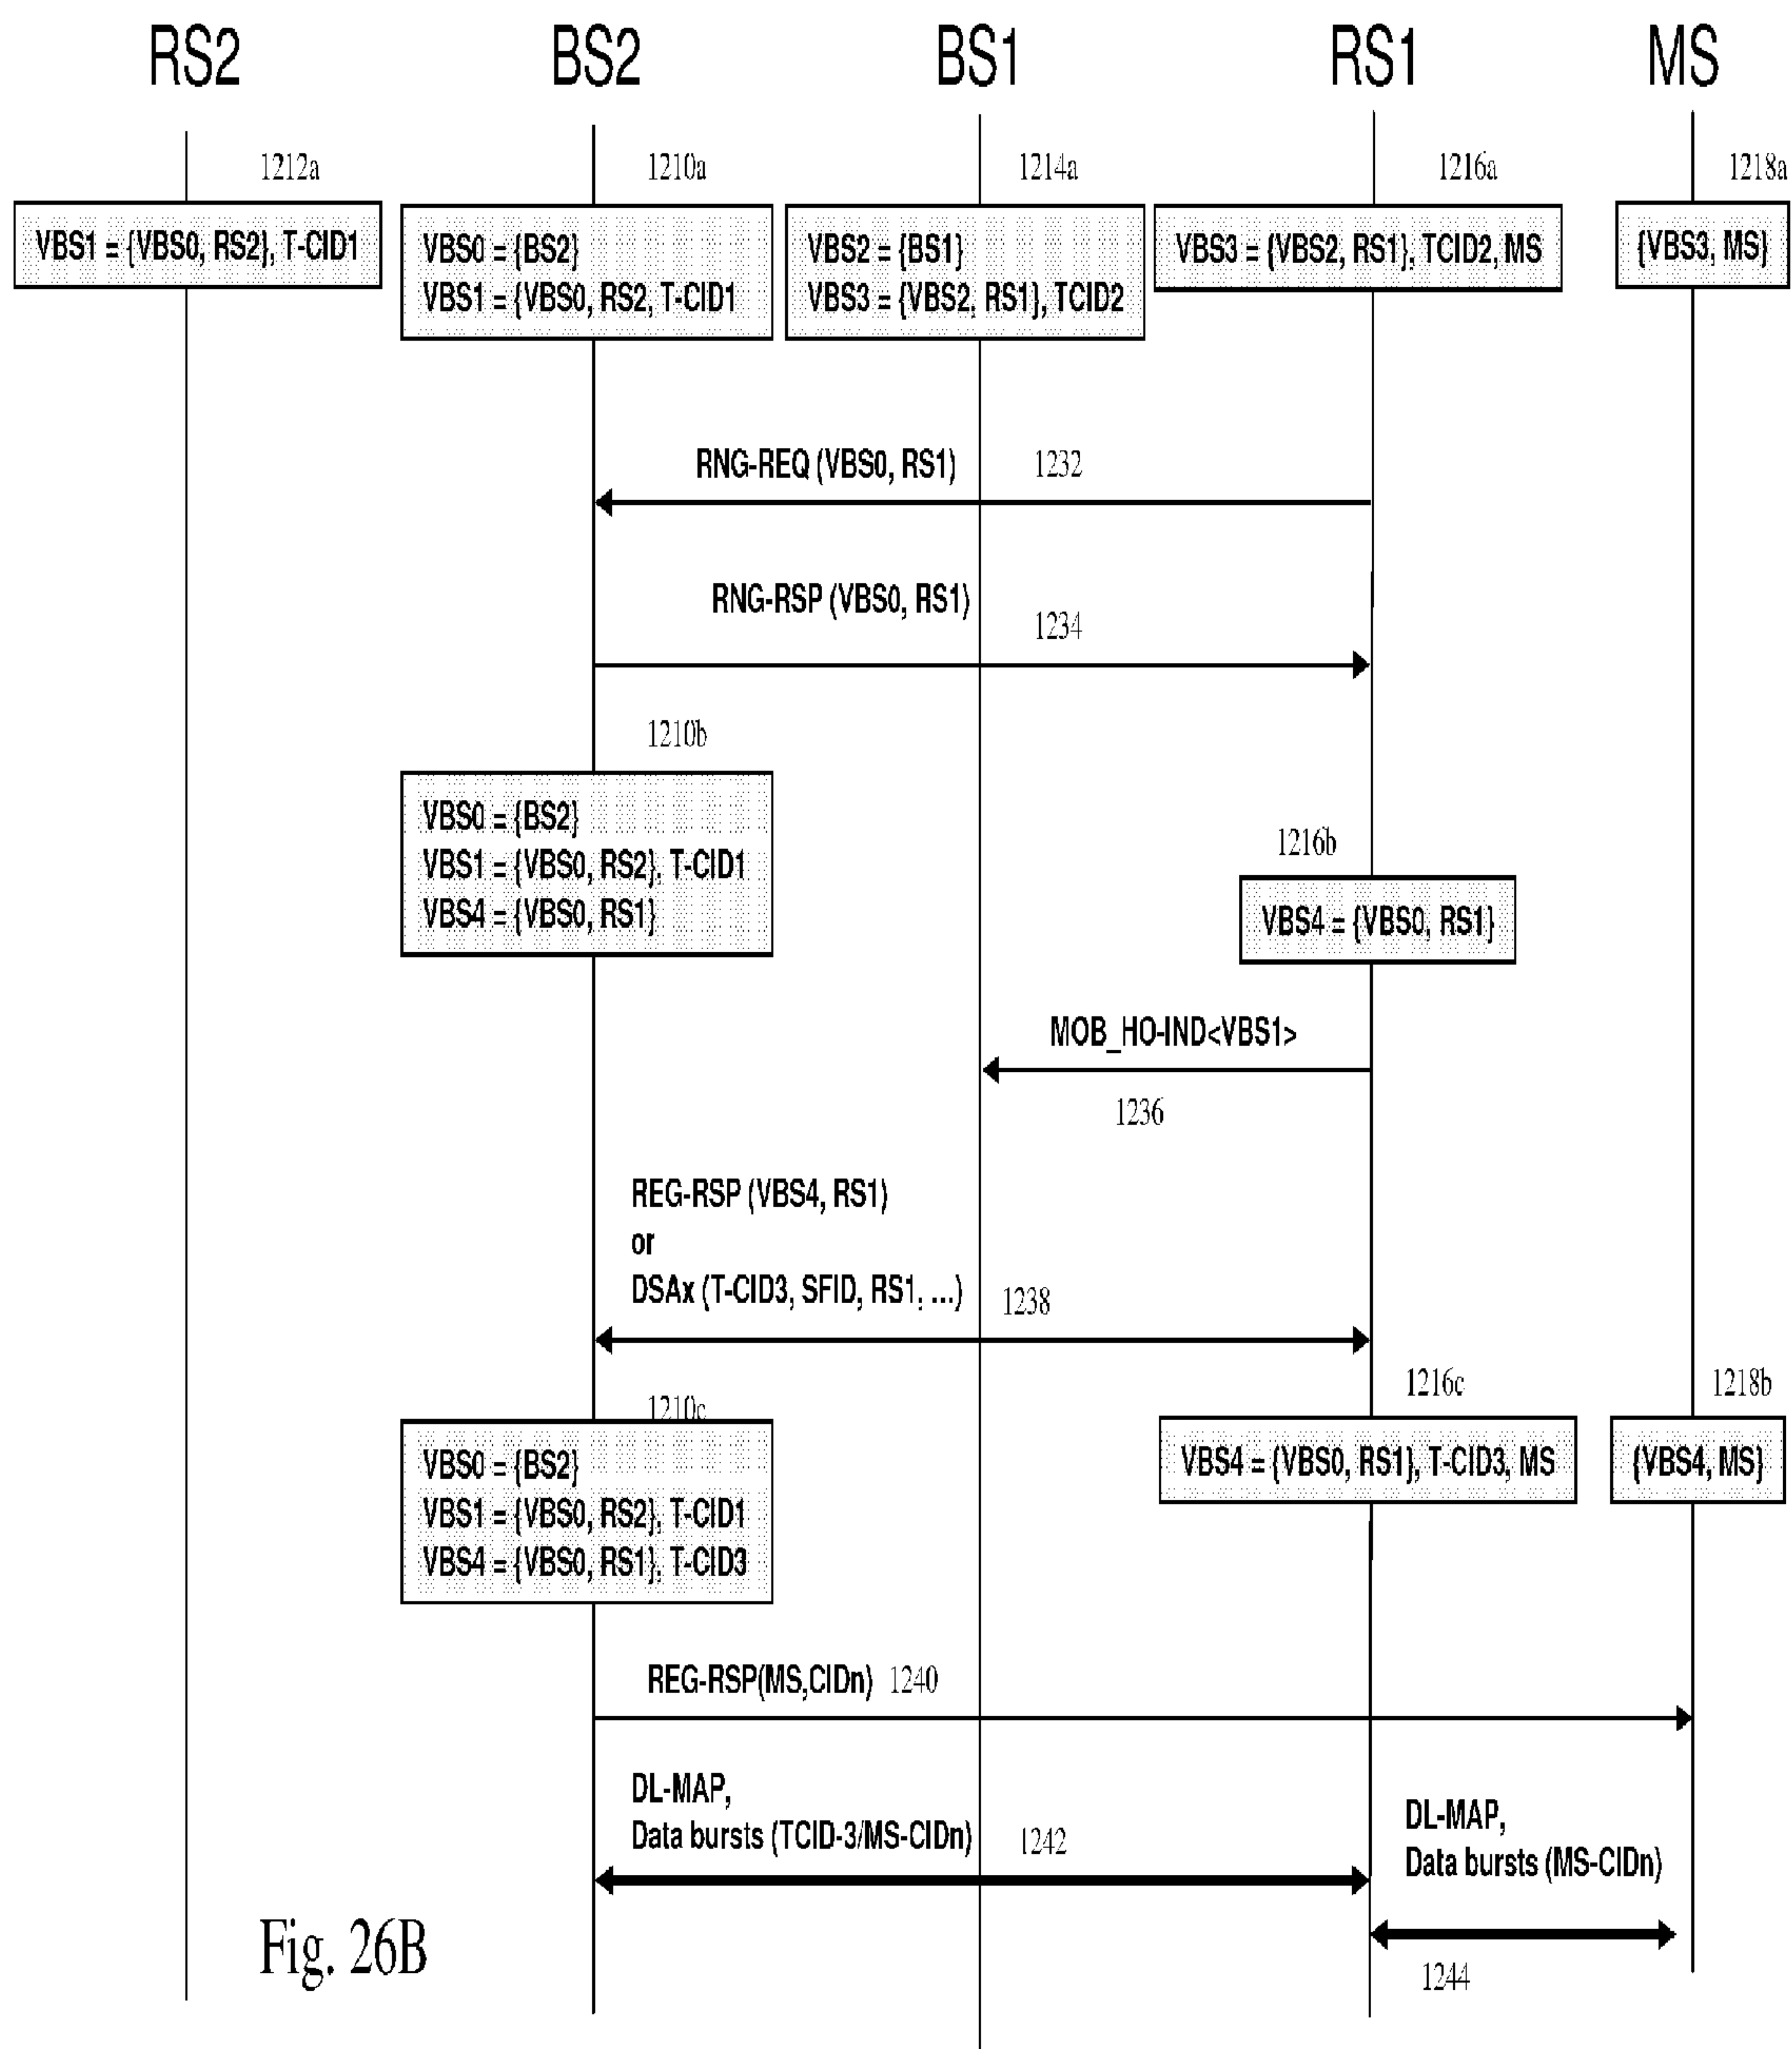 RS2 BS2 BS1 RS1 MS
1212a 1210a 1214a 1216a 1218a
VBS1 = {VBS0, RS2}, T-CID1
VBS0 = {BS2}
VBS1 = {VBS0, RS2, T-CID1
VBS2 = {BS1}
VBS3 = {VBS2, RS1}, TCID2
VBS3 = {VBS2, RS1}, TCID2, MS
{VBS3, MS}
RNG-REQ (VBS0, RS1) 1232
RNG-RSP (VBS0, RS1)
1234
1210b
VBS0 = {BS2}
VBS1 = {VBS0, RS2}, T-CID1
VBS4 = {VBS0, RS1}
1216b
VBS4 = {VBS0, RS1}
MOB_HO-IND<VBS1>
1236
REG-RSP (VBS4, RS1)
or
DSAx (T-CID3, SFID, RS1, ...) 1238
1210c
VBS0 = {BS2}
VBS1 = {VBS0, RS2}, T-CID1
VBS4 = {VBS0, RS1}, T-CID3
1216c
VBS4 = {VBS0, RS1}, T-CID3, MS
1218b
{VBS4, MS}
REG-RSP(MS,CIDn) 1240
DL-MAP,
Data bursts (TCID-3/MS-CIDn) 1242
DL-MAP,
Data bursts (MS-CIDn)
1244
Fig. 26B